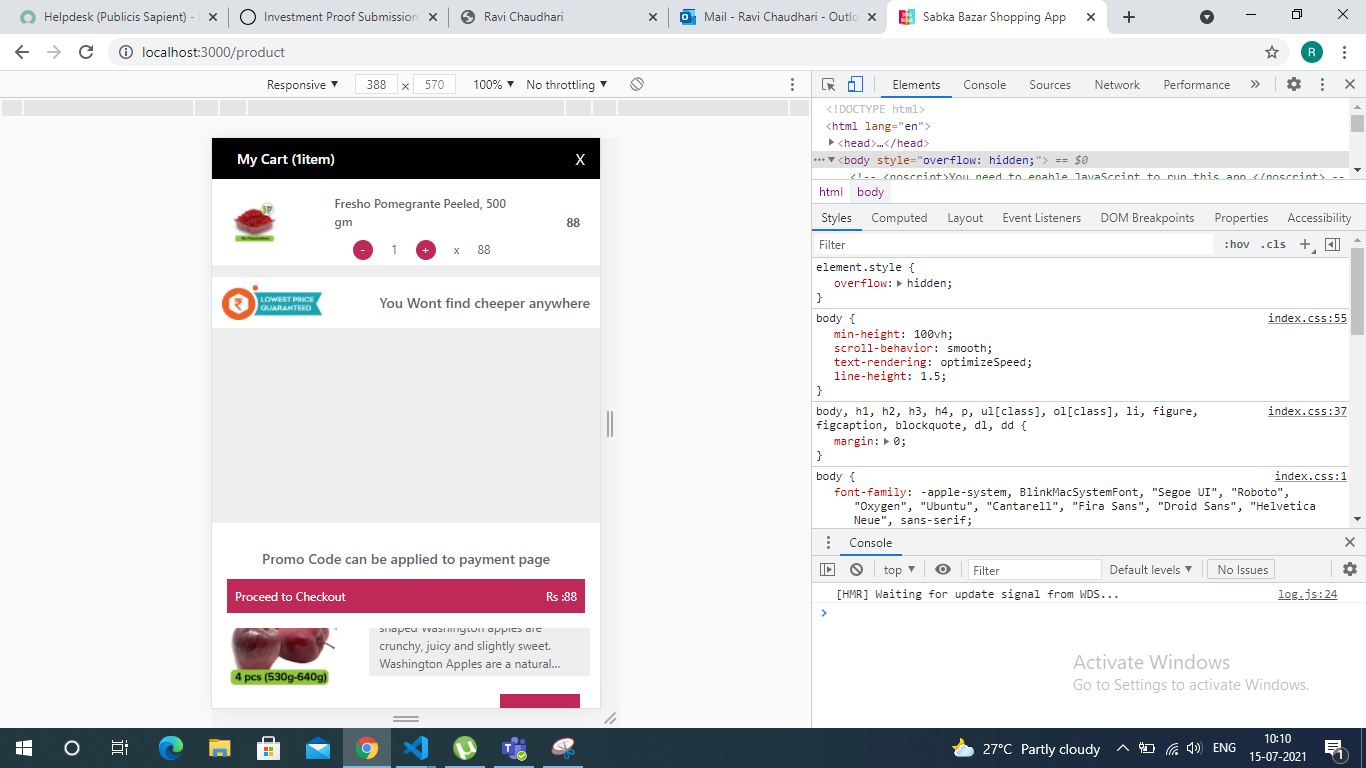 Helpdesk (Publicis Sapient) -
Investment Proof Submission
Ravi Chaudhari
Mail - Ravi Chaudhari - Outlo
Sabka Bazar Shopping App
localhost:3000/product
R
Responsive ▼ 388 × 570 100% ▼ No throttling ▼
Elements Console Sources Network Performance »
<!DOCTYPE html>
<html lang="en">
<head>…</head>
<body style="overflow: hidden;"> == $0
<!-- <noscript>You need to enable JavaScript to run this app.</noscript> --
html body
Styles Computed Layout Event Listeners DOM Breakpoints Properties Accessibility
Filter :hov .cls +
element.style {
overflow: hidden;
}
body { index.css:55
min-height: 100vh;
scroll-behavior: smooth;
text-rendering: optimizeSpeed;
line-height: 1.5;
}
body, h1, h2, h3, h4, p, ul[class], ol[class], li, figure, index.css:37
figcaption, blockquote, dl, dd {
margin: 0;
}
body { index.css:1
font-family: -apple-system, BlinkMacSystemFont, "Segoe UI", "Roboto",
"Oxygen", "Ubuntu", "Cantarell", "Fira Sans", "Droid Sans", "Helvetica
Neue", sans-serif;
Console
top ▼ Filter Default levels ▼ No Issues
[HMR] Waiting for update signal from WDS... log.js:24
My Cart (1item) X
Fresho Pomegrante Peeled, 500
gm 88
- 1 + x 88
LOWEST PRICE
GUARANTEED
You Wont find cheeper anywhere
Promo Code can be applied to payment page
Proceed to Checkout Rs :88
shaped Washington apples are
crunchy, juicy and slightly sweet.
Washington Apples are a natural...
4 pcs (530g-640g)
Activate Windows
Go to Settings to activate Windows.
27°C Partly cloudy ENG 10:10
15-07-2021
1